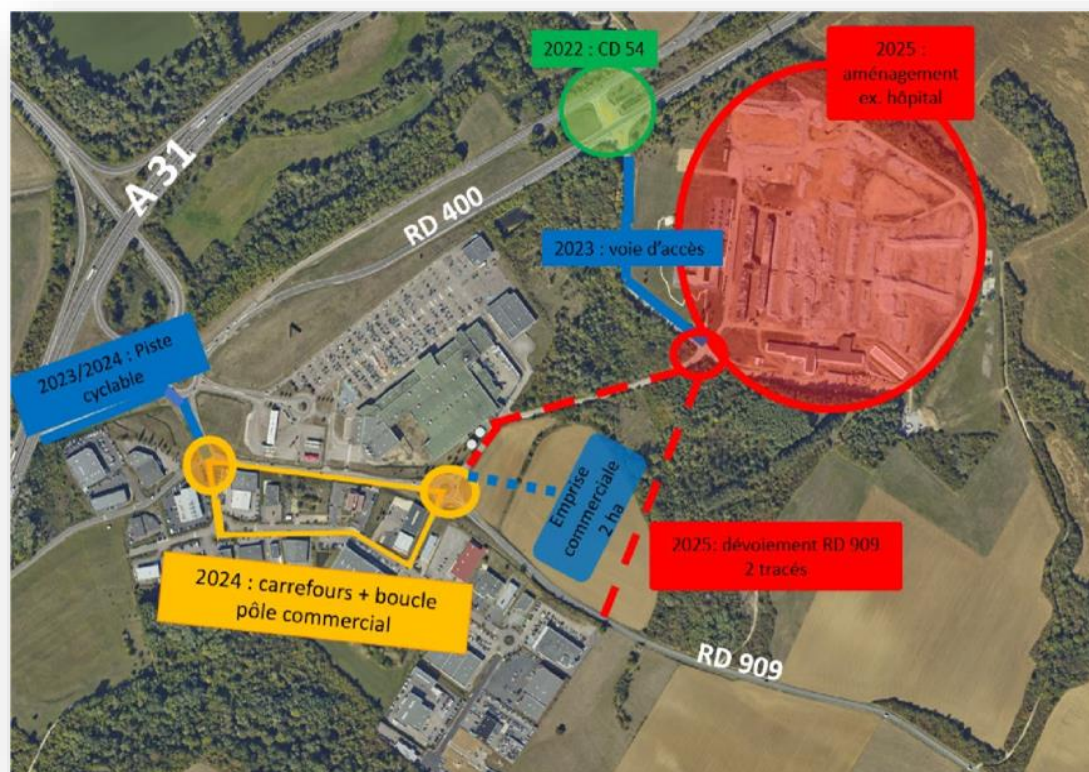 2022 : CD 54
2025 :
aménagement
ex. hôpital
A 31
RD 400
2023 : voie d'accès
2023/2024 : Piste
cyclable
Emprise
commerciale
2 ha
2025: dévoiement RD 909
2 tracés
2024 : carrefours + boucle
pôle commercial
RD 909